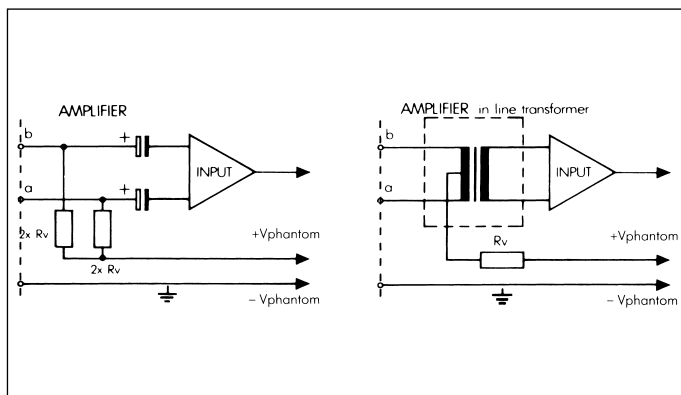 AMPLIFIER
b
+
INPUT
a
+
2x Rv
2x Rv
+Vphantom
– Vphantom
AMPLIFIER in line transformer
b
INPUT
a
Rv
+Vphantom
– Vphantom